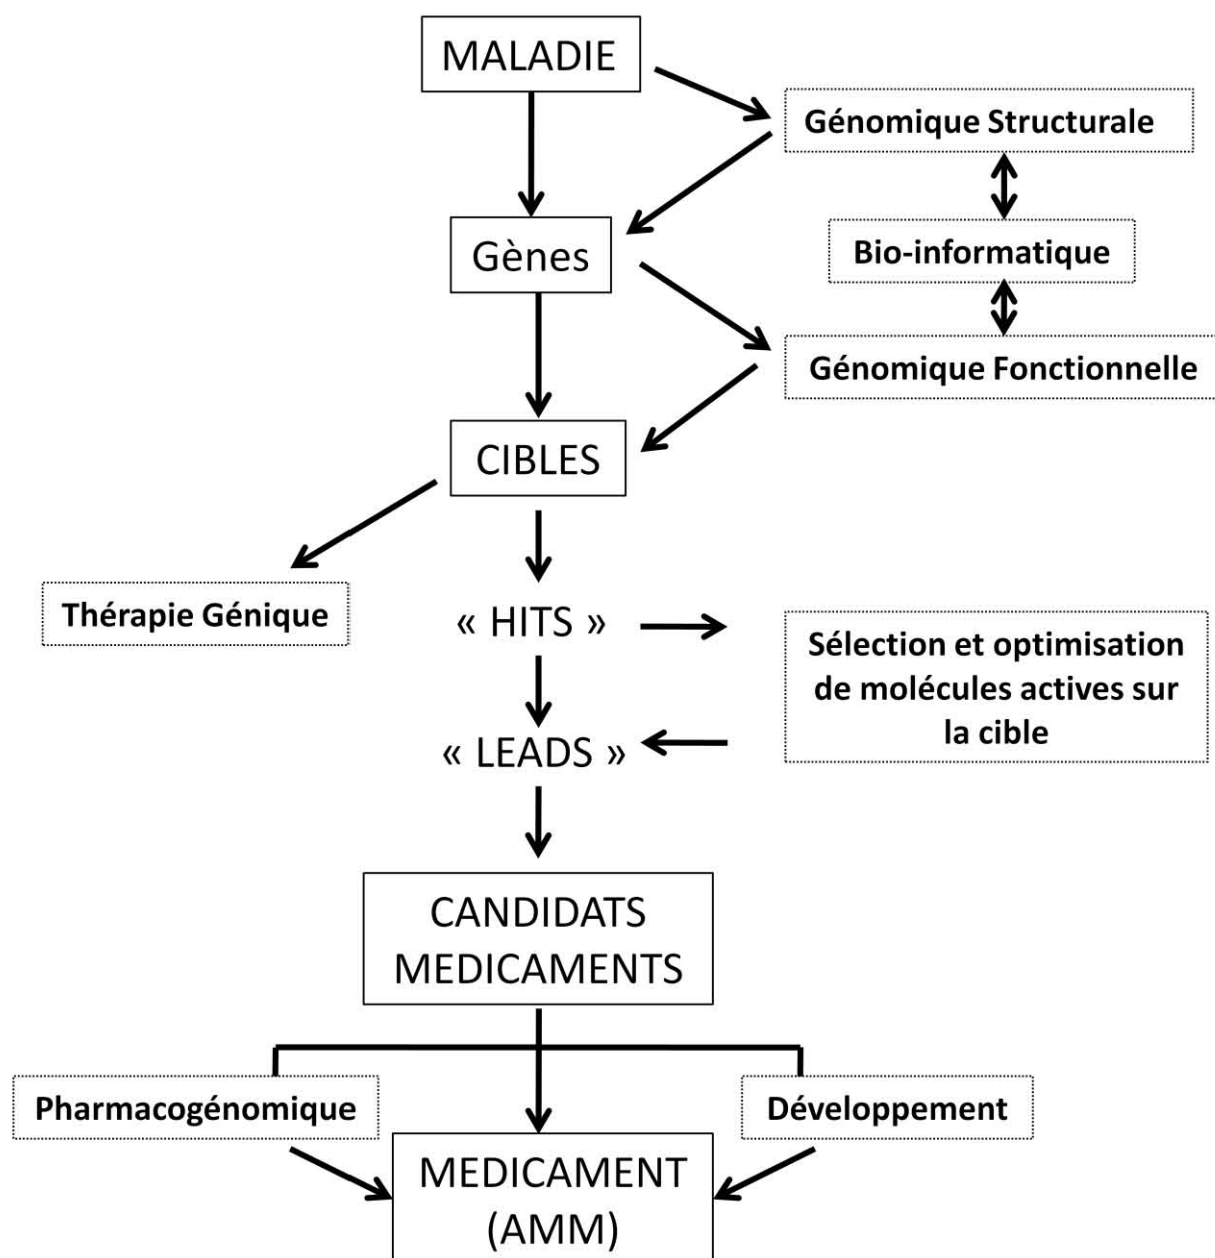 MALADIE
Génomique Structurale
Gènes
Bio-informatique
Génomique Fonctionnelle
CIBLES
Thérapie Génique
« HITS »
Sélection et optimisation
de molécules actives sur
la cible
« LEADS »
CANDIDATS
MEDICAMENTS
Pharmacogénomique
Développement
MEDICAMENT
(AMM)